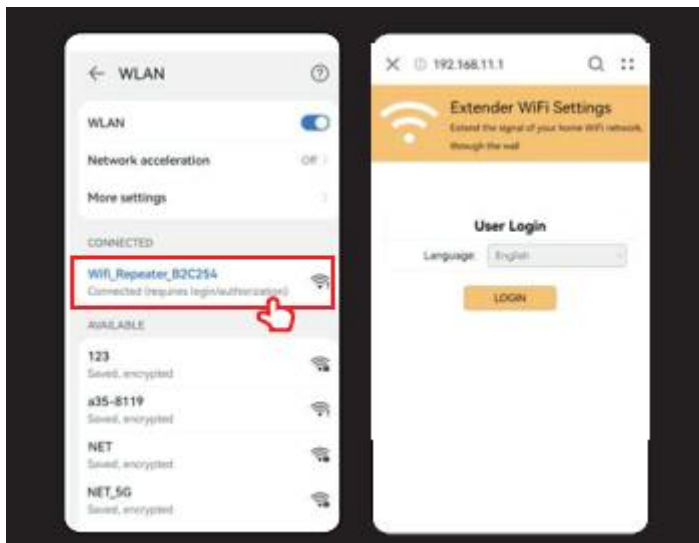 WLAN
WLAN
Network acceleration
Off
More settings
CONNECTED
Wifi_Repeater_B2C254
Connected (requires login/authorization)
AVAILABLE
123
Saved, encrypted
a35-8119
Saved, encrypted
NET
Saved, encrypted
NET_5G
Saved, encrypted
192.168.11.1
Extender WiFi Settings
Extend the signal of your home WiFi network,
through the wall
User Login
Language: English
LOGIN